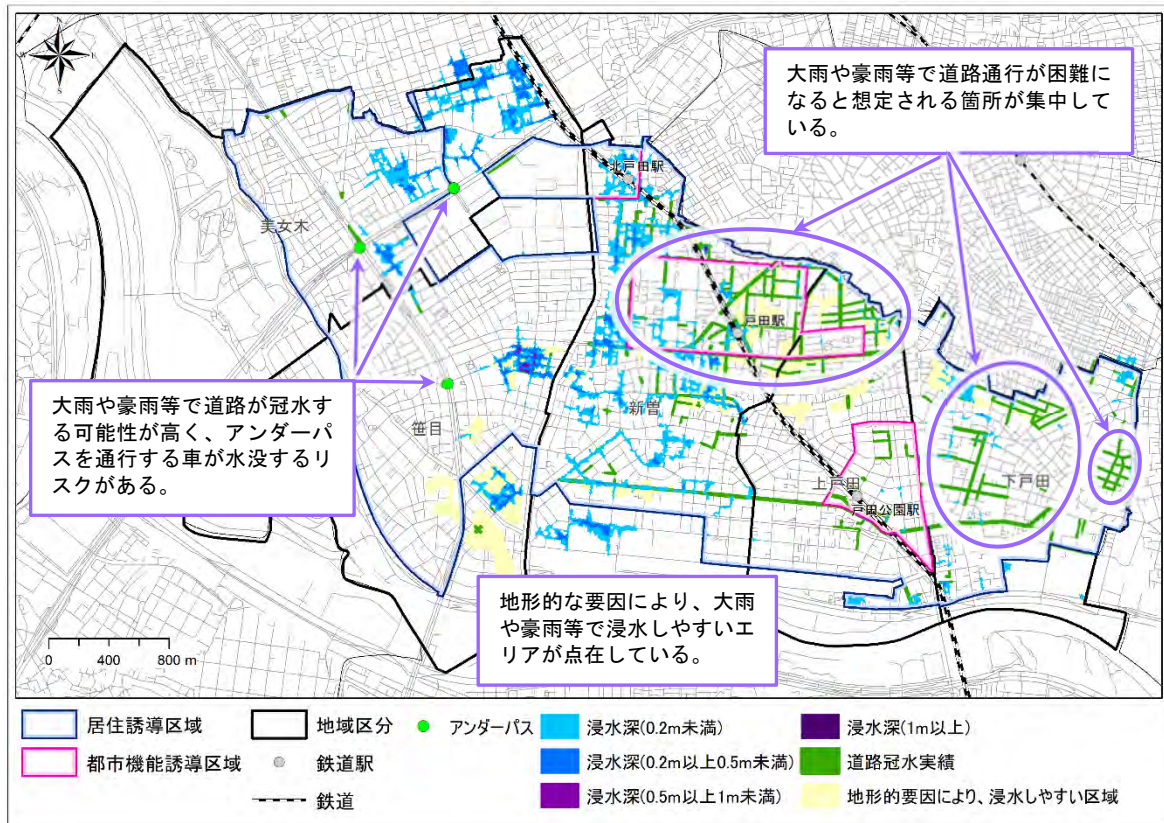 N
W
E
S
大雨や豪雨等で道路通行が困難に
なると想定される箇所が集中して
いる。
北戸田駅
美女木
戸田駅
大雨や豪雨等で道路が冠水す
る可能性が高く、アンダーパ
スを通行する車が水没するリ
スクがある。
新曽
笹目
上戸田
下戸田
戸田公園駅
地形的な要因により、大雨
や豪雨等で浸水しやすいエ
リアが点在している。
0 400 800 m
居住誘導区域
地域区分
アンダーパス
浸水深(0.2m未満)
浸水深(1m以上)
都市機能誘導区域
鉄道駅
浸水深(0.2m以上0.5m未満)
道路冠水実績
鉄道
浸水深(0.5m以上1m未満)
地形的要因により、浸水しやすい区域